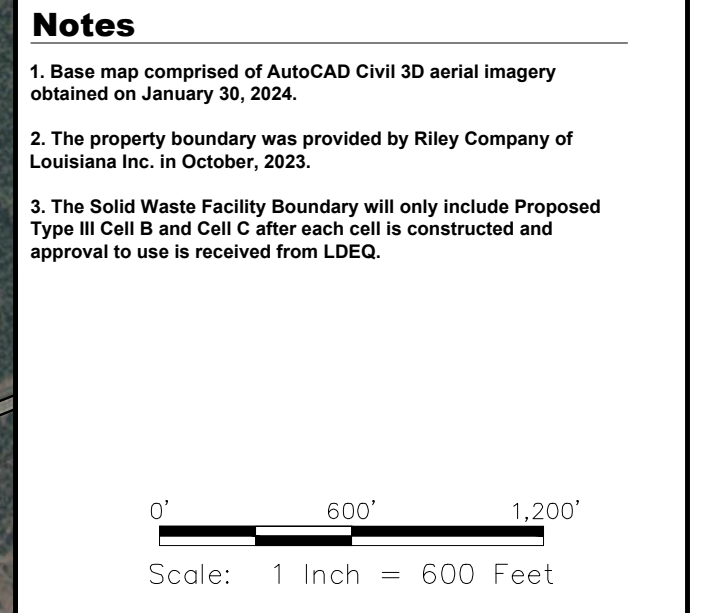 Notes
1. Base map comprised of AutoCAD Civil 3D aerial imagery
obtained on January 30, 2024.
2. The property boundary was provided by Riley Company of
Louisiana Inc. in October, 2023.
3. The Solid Waste Facility Boundary will only include Proposed
Type III Cell B and Cell C after each cell is constructed and
approval to use is received from LDEQ.
0' 600' 1,200'
Scale: 1 Inch = 600 Feet